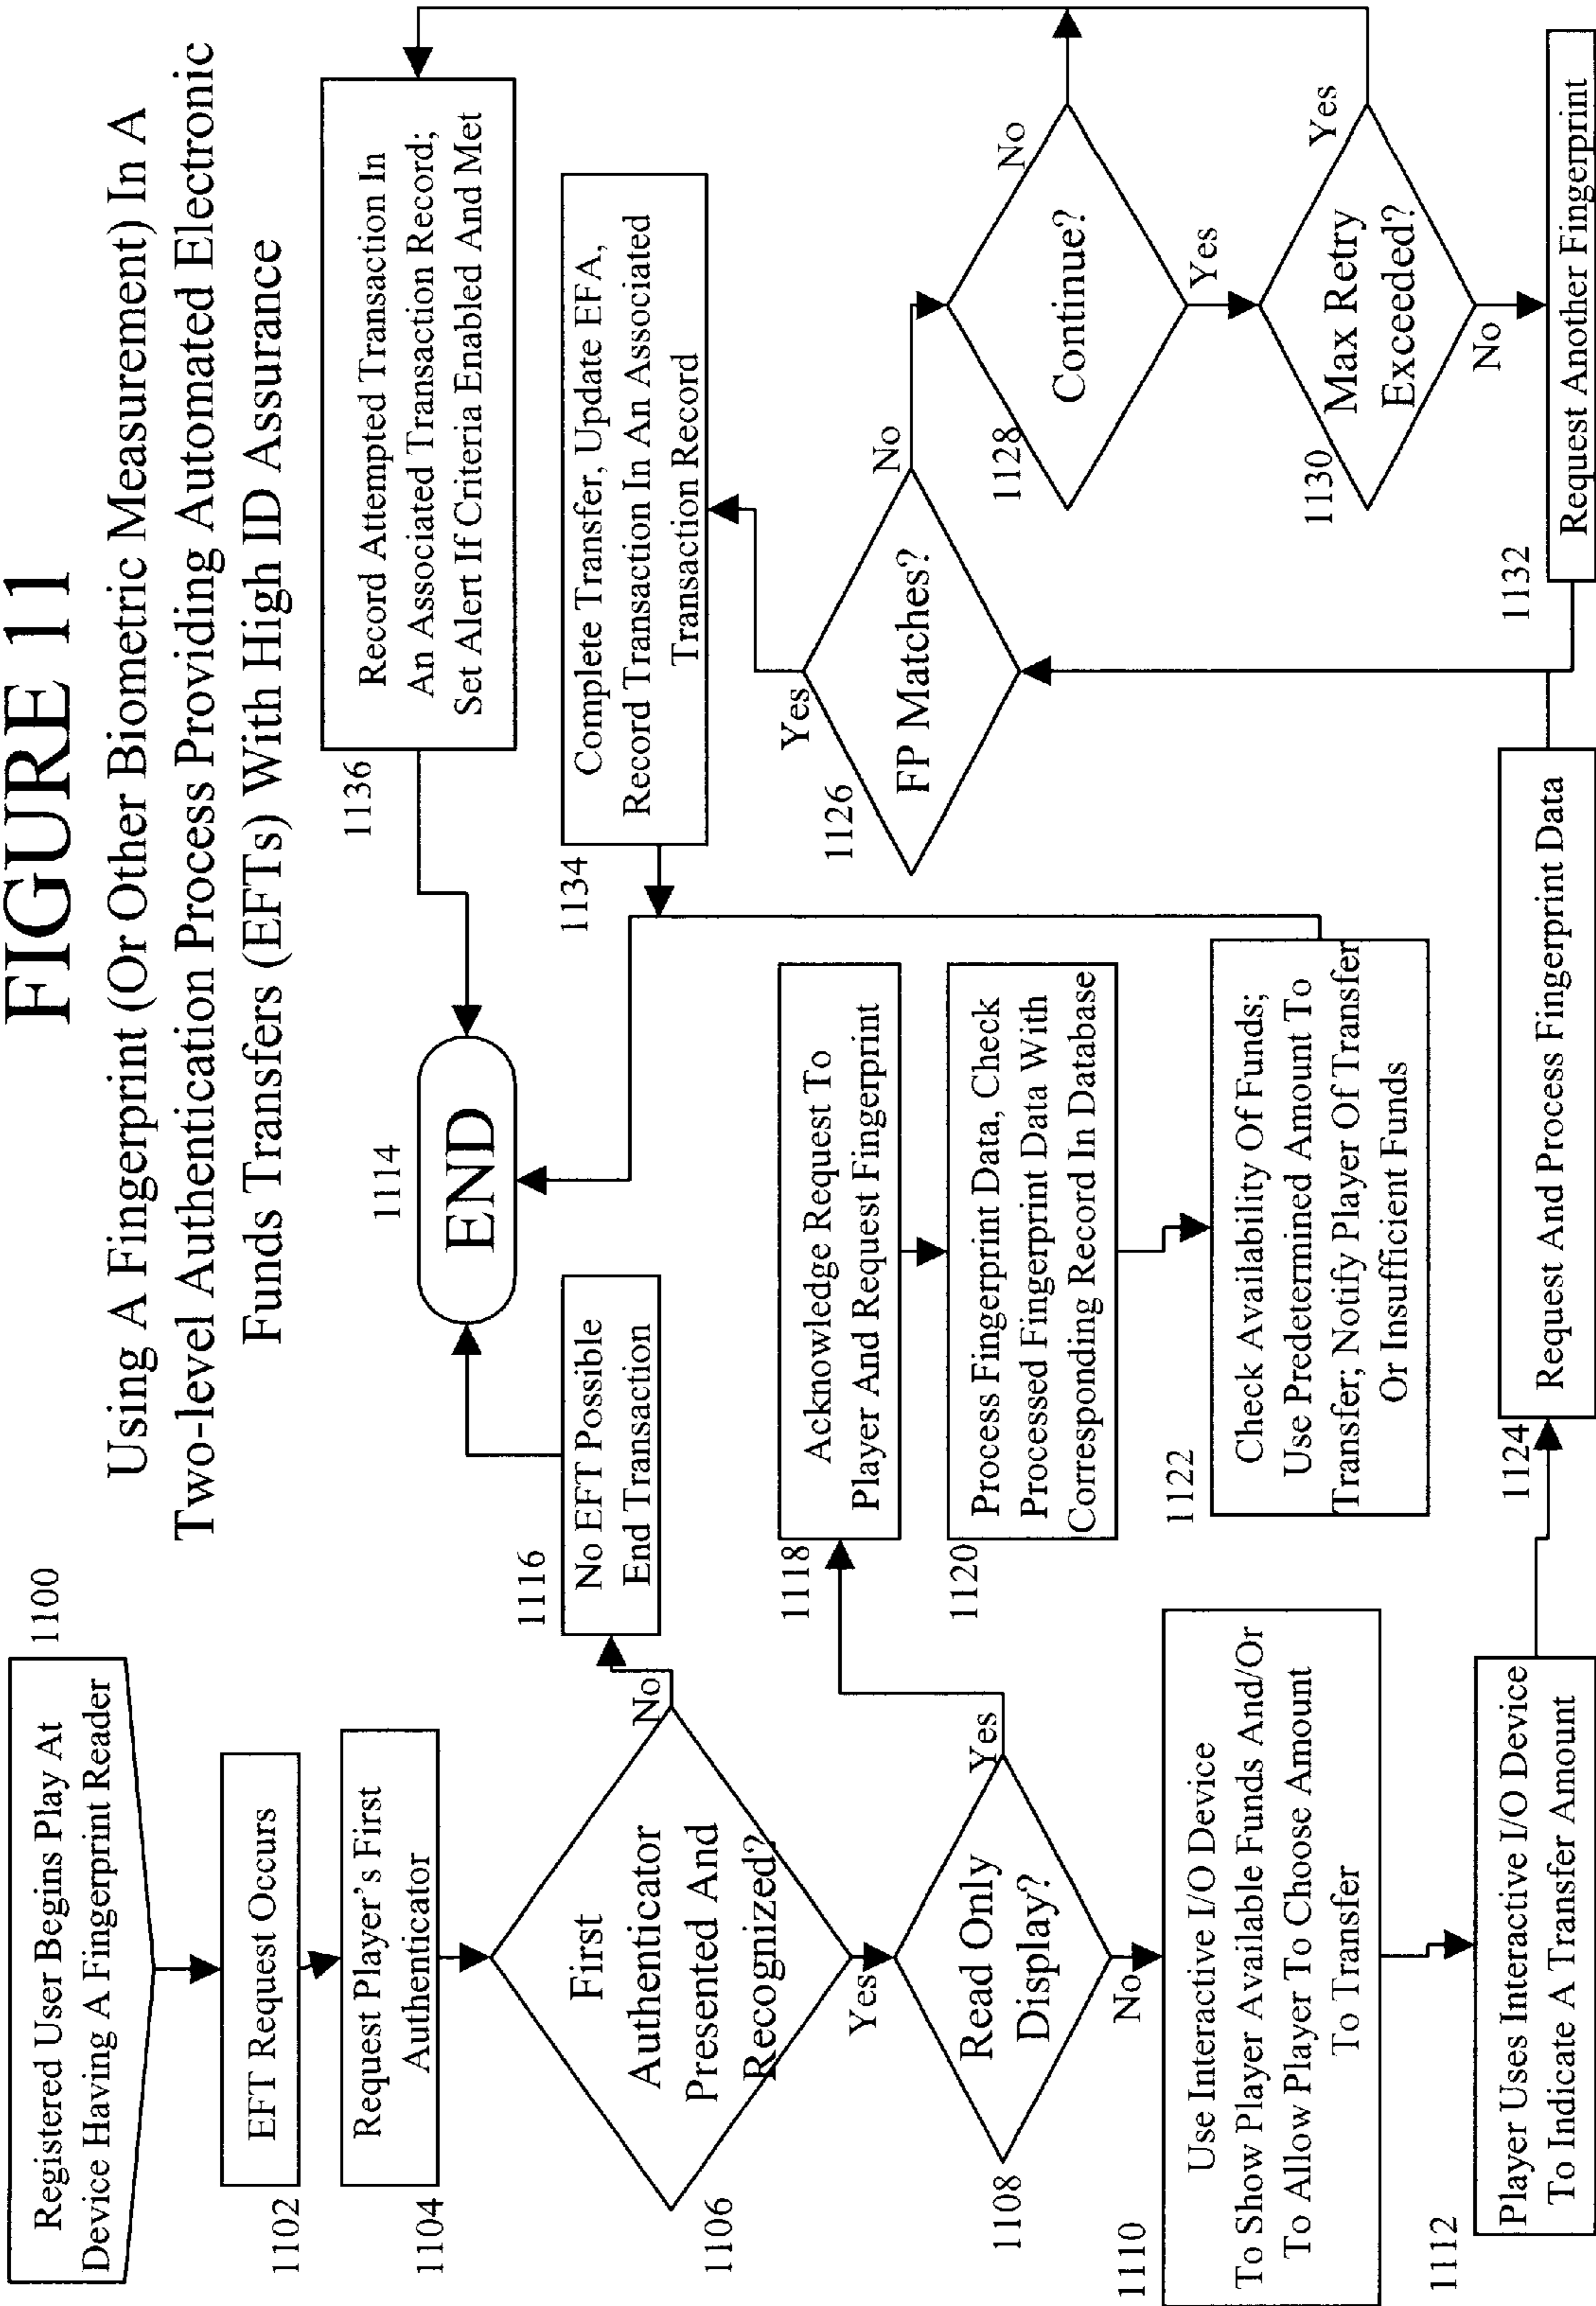 FIGURE 11
Using A Fingerprint (Or Other Biometric Measurement) In A
Two-level Authentication Process Providing Automated Electronic
Funds Transfers (EFTs) With High ID Assurance
1100
Registered User Begins Play At
Device Having A Fingerprint Reader
1102
EFT Request Occurs
1104
Request Player's First
Authenticator
1106
First
Authenticator
Presented And
Recognized?
No
Yes
1116
No EFT Possible
End Transaction
1114
END
1108
Read Only
Display?
Yes
No
1110
Use Interactive I/O Device
To Show Player Available Funds And/Or
To Allow Player To Choose Amount
To Transfer
1112
Player Uses Interactive I/O Device
To Indicate A Transfer Amount
1118
Acknowledge Request To
Player And Request Fingerprint
1120
Process Fingerprint Data, Check
Processed Fingerprint Data With
Corresponding Record In Database
1122
Check Availability Of Funds;
Use Predetermined Amount To
Transfer; Notify Player Of Transfer
Or Insufficient Funds
1124
Request And Process Fingerprint Data
1126
FP Matches?
Yes
No
1134
Complete Transfer, Update EFA,
Record Transaction In An Associated
Transaction Record
1136
Record Attempted Transaction In
An Associated Transaction Record;
Set Alert If Criteria Enabled And Met
1128
Continue?
No
Yes
1130
Max Retry
Exceeded?
Yes
No
1132
Request Another Fingerprint